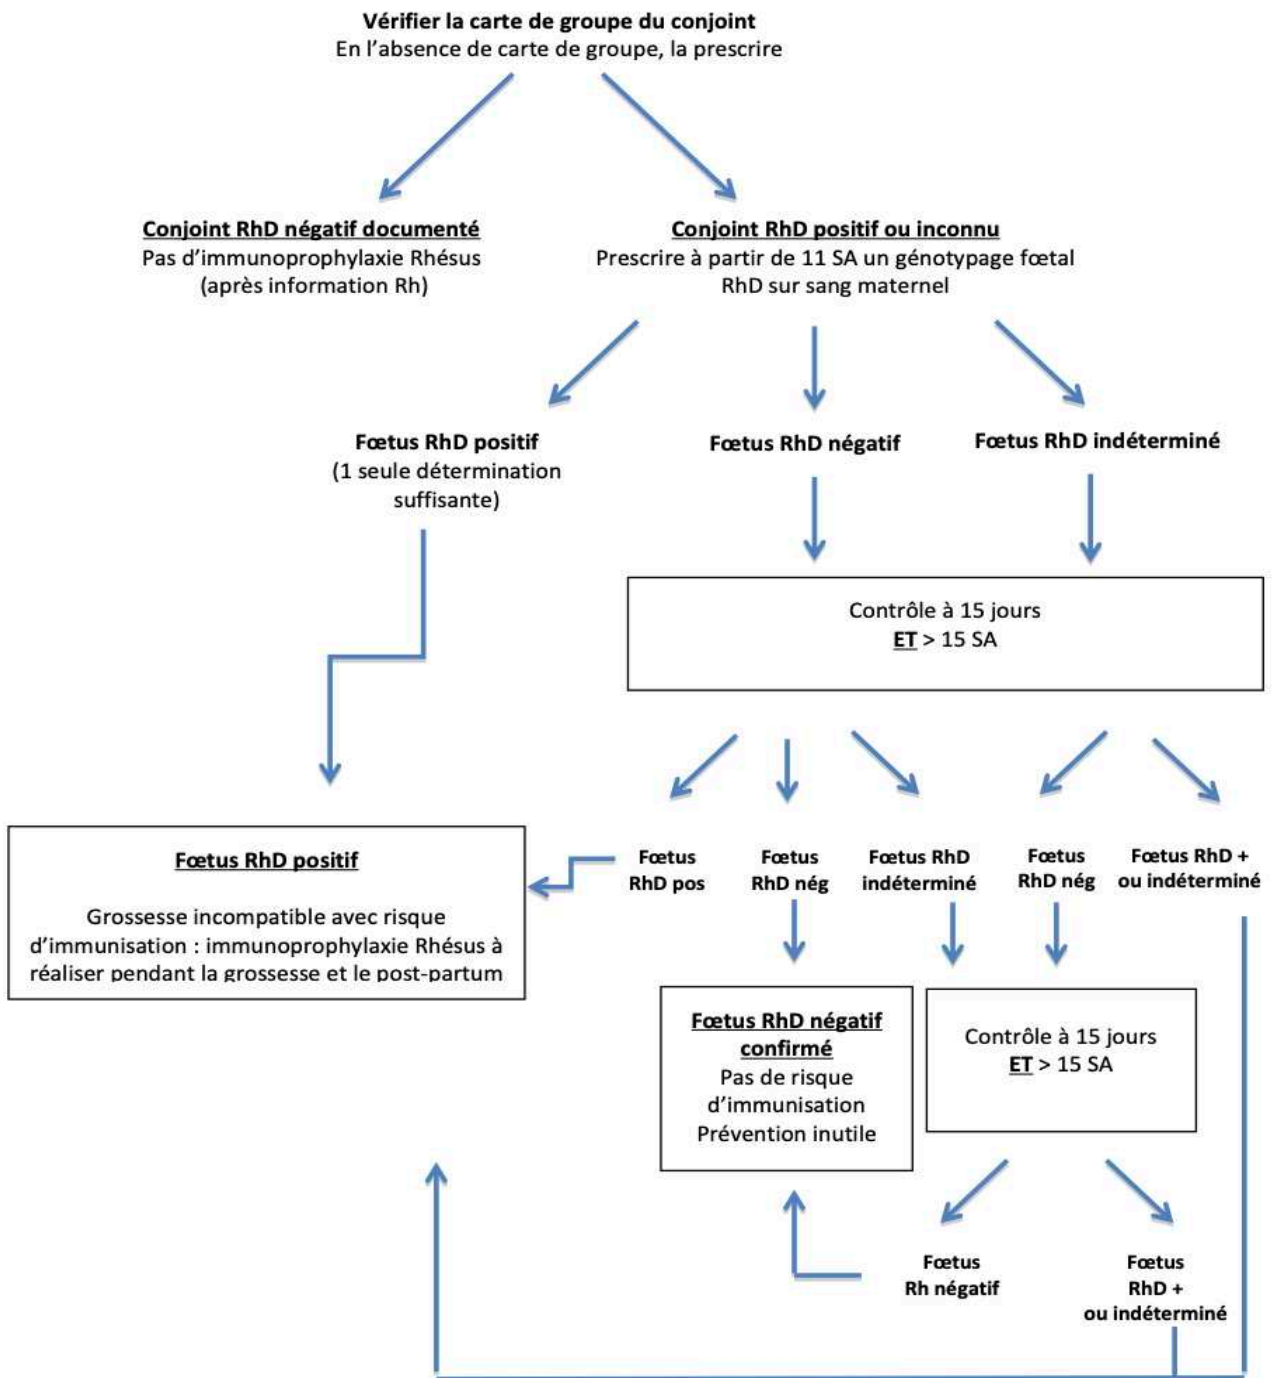 Vérifier la carte de groupe du conjoint
En l’absence de carte de groupe, la prescrire
Conjoint RhD négatif documenté
Pas d’immunoprophylaxie Rhésus
(après information Rh)
Conjoint RhD positif ou inconnu
Prescrire à partir de 11 SA un génotypage fœtal
RhD sur sang maternel
Fœtus RhD positif
(1 seule détermination
suffisante)
Fœtus RhD négatif
Fœtus RhD indéterminé
Contrôle à 15 jours
ET > 15 SA
Fœtus RhD positif
Grossesse incompatible avec risque
d’immunisation : immunoprophylaxie Rhésus à
réaliser pendant la grossesse et le post-partum
Fœtus
RhD pos
Fœtus
RhD nég
Fœtus RhD
indéterminé
Fœtus
RhD nég
Fœtus RhD +
ou indéterminé
Fœtus RhD négatif
confirmé
Pas de risque
d’immunisation
Prévention inutile
Contrôle à 15 jours
ET > 15 SA
Fœtus
Rh négatif
Fœtus
RhD +
ou indéterminé